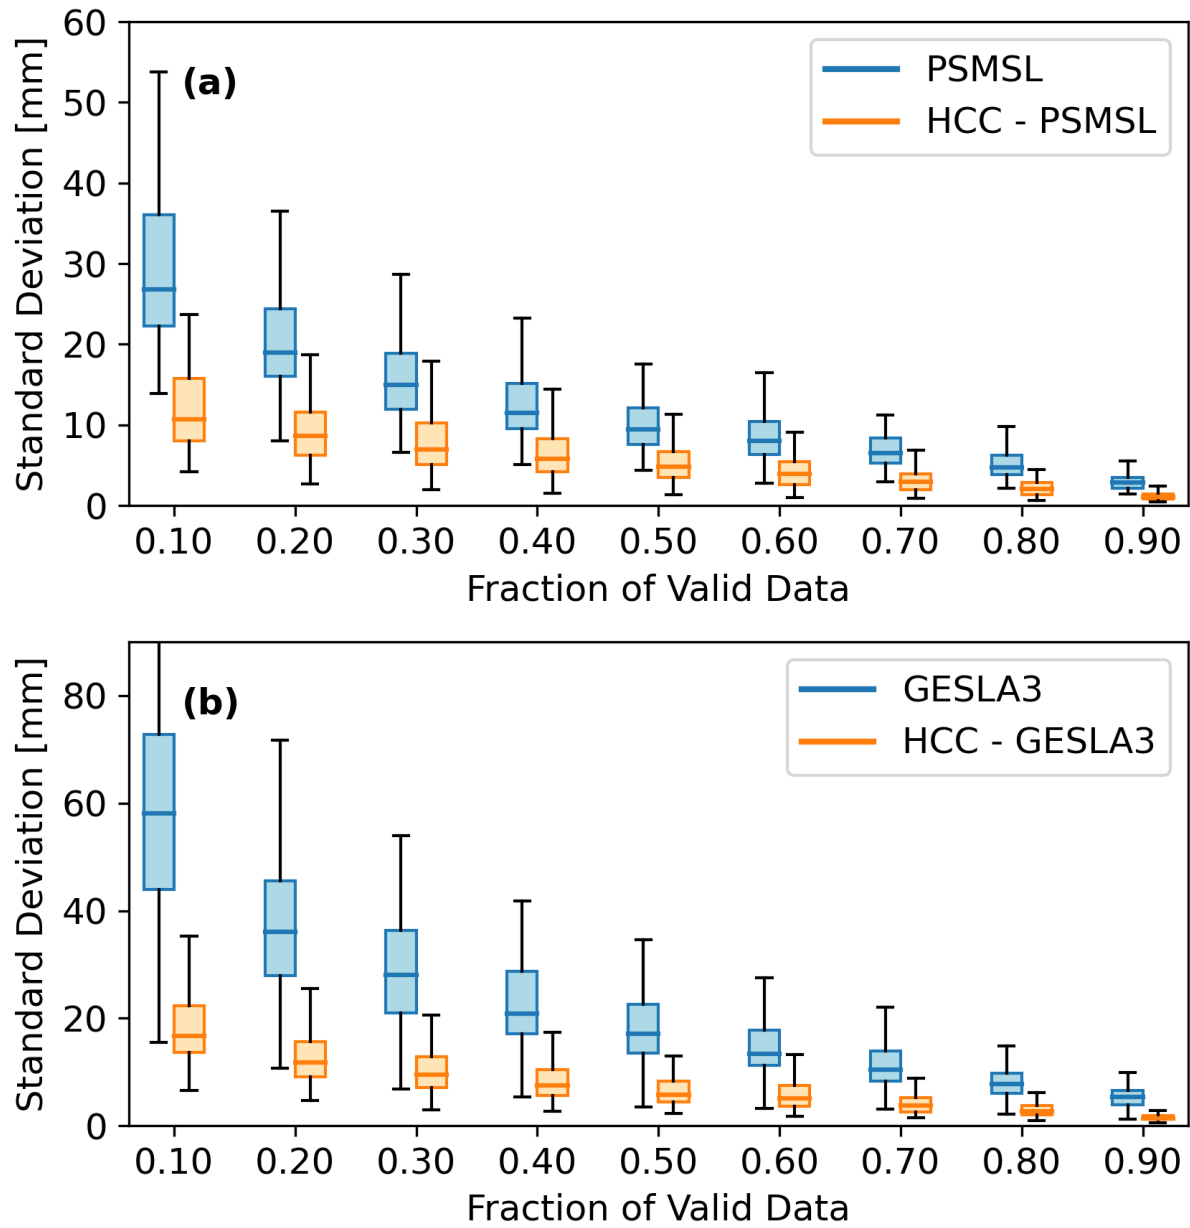 60
50
40
30
20
10
0
Standard Deviation [mm]
(a)
PSMSL
HCC - PSMSL
0.10 0.20 0.30 0.40 0.50 0.60 0.70 0.80 0.90
Fraction of Valid Data
80
60
40
20
0
Standard Deviation [mm]
(b)
GESLA3
HCC - GESLA3
0.10 0.20 0.30 0.40 0.50 0.60 0.70 0.80 0.90
Fraction of Valid Data